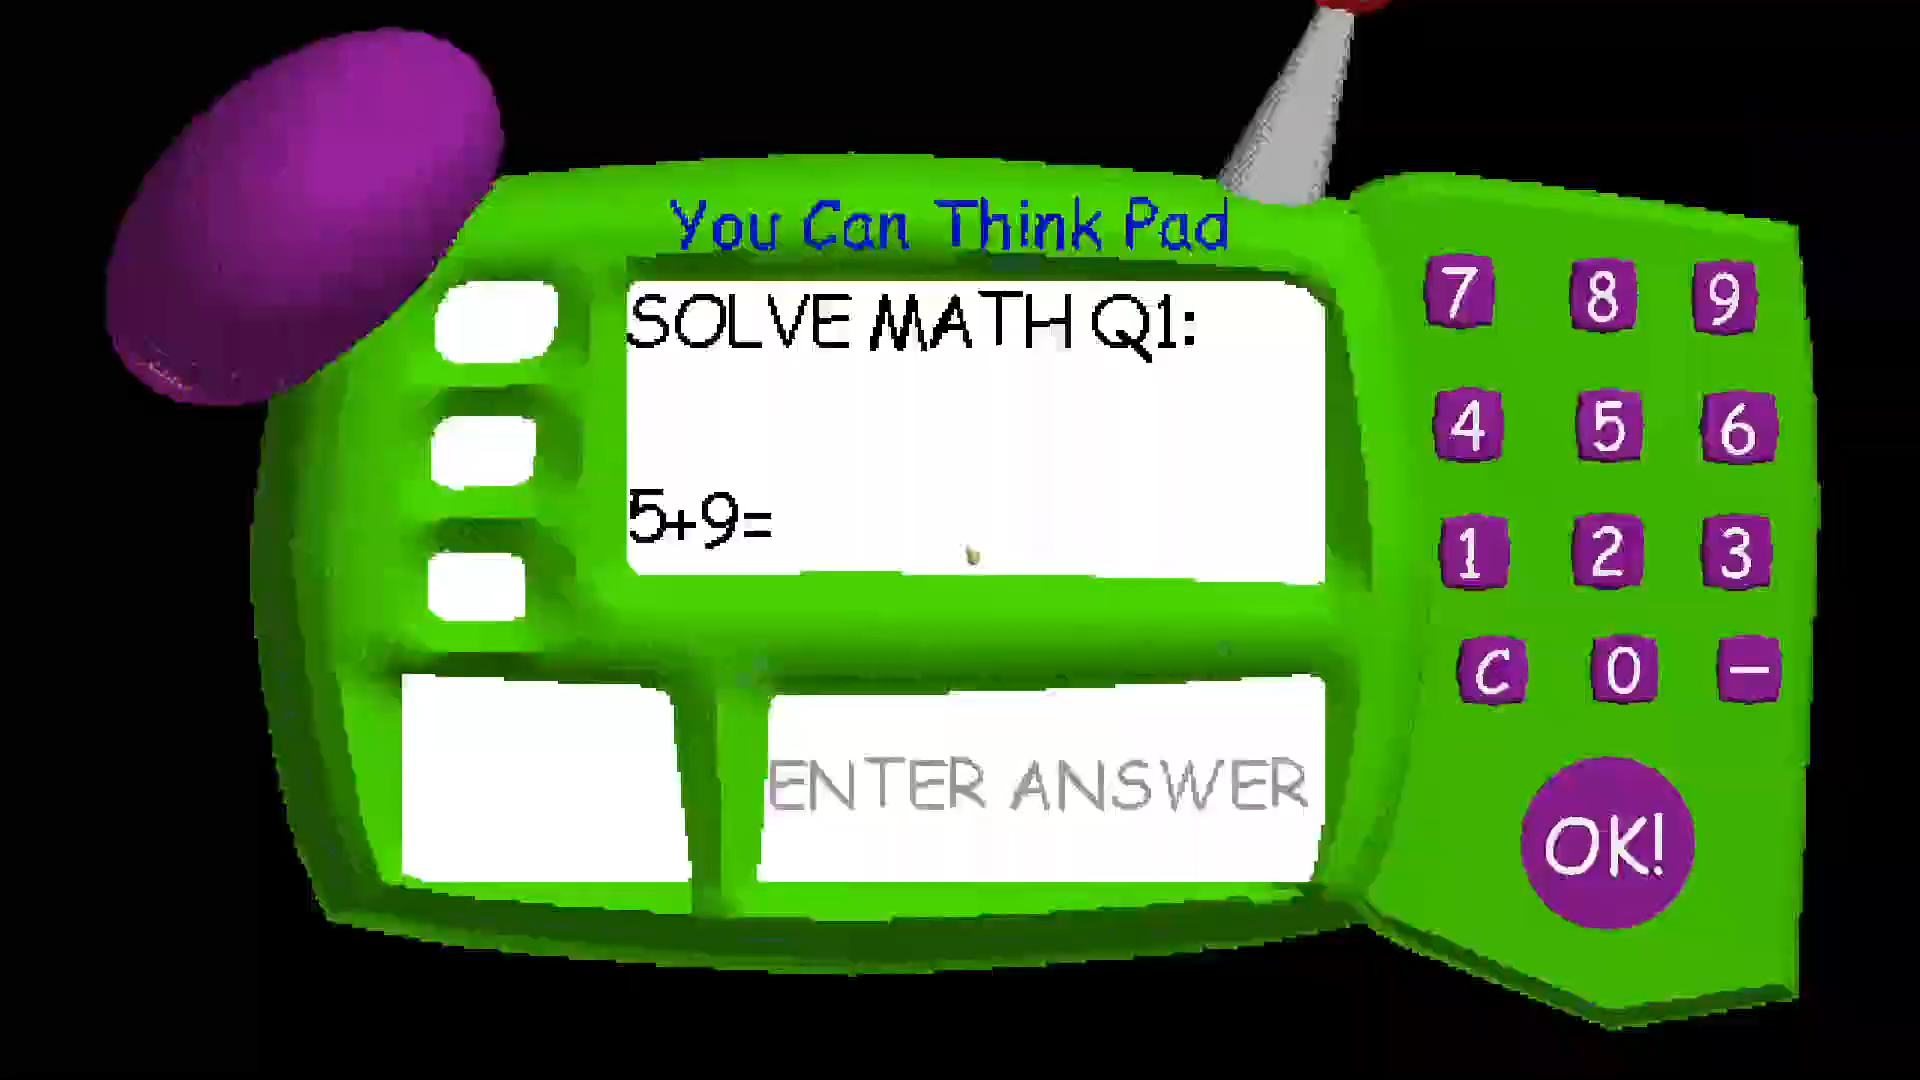 You Can Think Pad
SOLVE MATH Q1:
5+9=
ENTER ANSWER
7 8 9
4 5 6
1 2 3
C 0 —
OK!